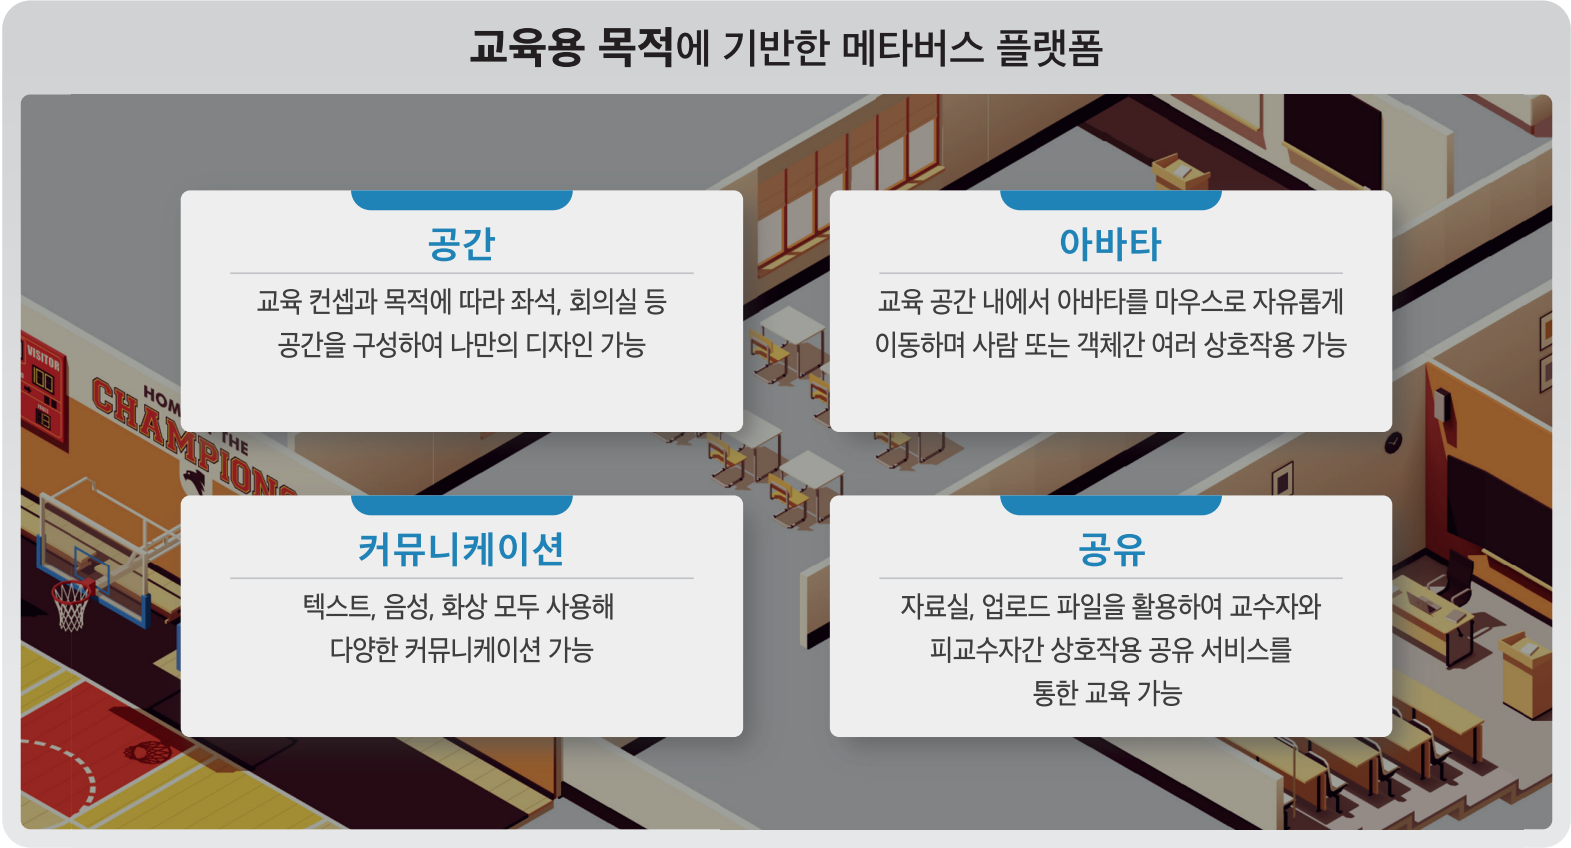 교육용 목적에 기반한 메타버스 플랫폼
공간
교육 컨셉과 목적에 따라 좌석, 회의실 등
공간을 구성하여 나만의 디자인 가능
아바타
교육 공간 내에서 아바타를 마우스로 자유롭게
이동하며 사람 또는 객체간 여러 상호작용 가능
VISITOR
100
HOM
THE
CHAMPIONS
커뮤니케이션
텍스트, 음성, 화상 모두 사용해
다양한 커뮤니케이션 가능
공유
자료실, 업로드 파일을 활용하여 교수자와
피교수자간 상호작용 공유 서비스를
통한 교육 가능